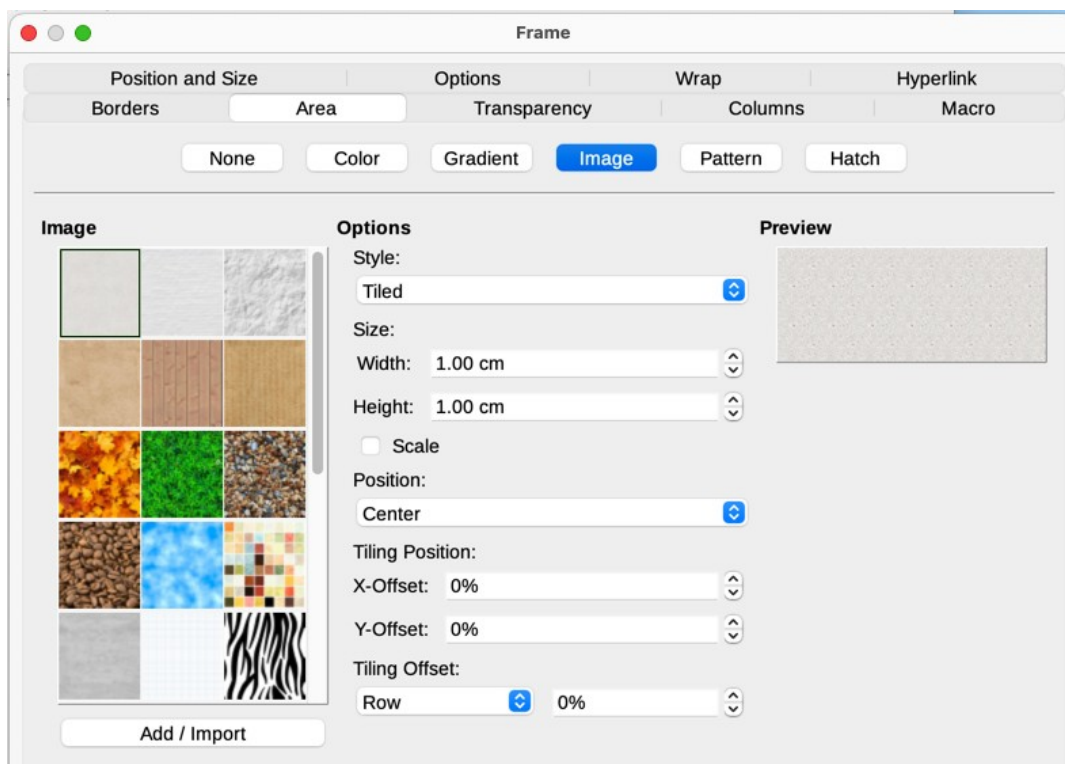 Frame
Position and Size Options Wrap Hyperlink
Borders Area Transparency Columns Macro
None Color Gradient Image Pattern Hatch
Image Options Preview
Style:
Tiled
Size:
Width: 1.00 cm
Height: 1.00 cm
Scale
Position:
Center
Tiling Position:
X-Offset: 0%
Y-Offset: 0%
Tiling Offset:
Row 0%
Add / Import